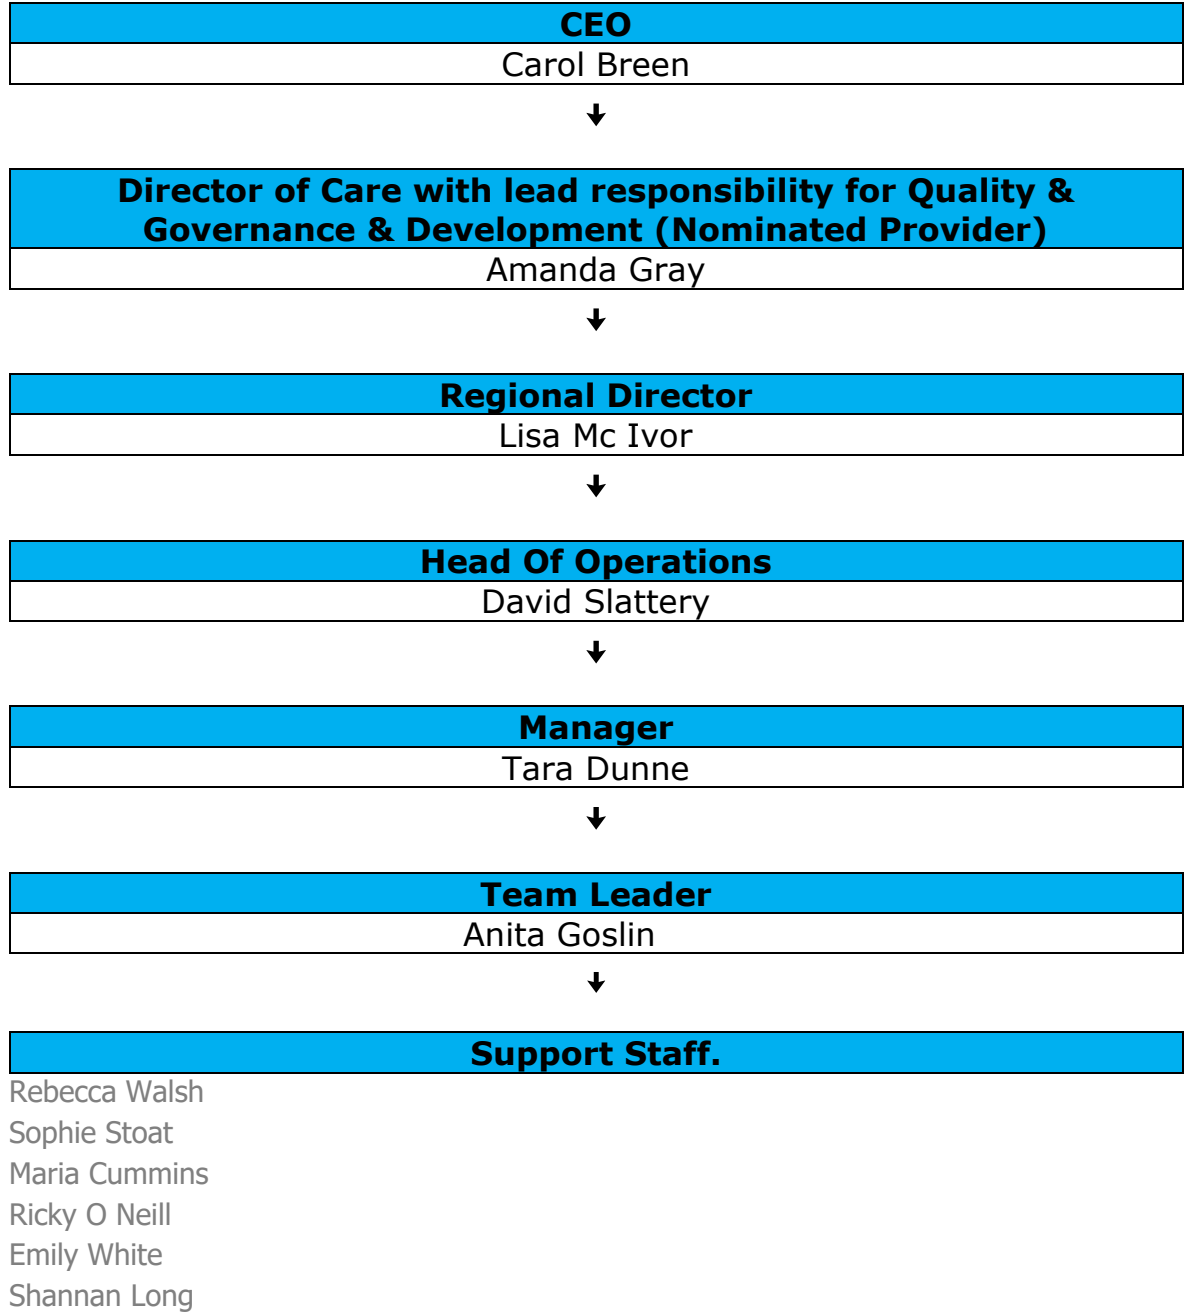 CEO
Carol Breen
Director of Care with lead responsibility for Quality &
Governance & Development (Nominated Provider)
Amanda Gray
Regional Director
Lisa Mc Ivor
Head Of Operations
David Slattery
Manager
Tara Dunne
Team Leader
Anita Goslin
Support Staff.
Rebecca Walsh
Sophie Stoat
Maria Cummins
Ricky O Neill
Emily White
Shannan Long